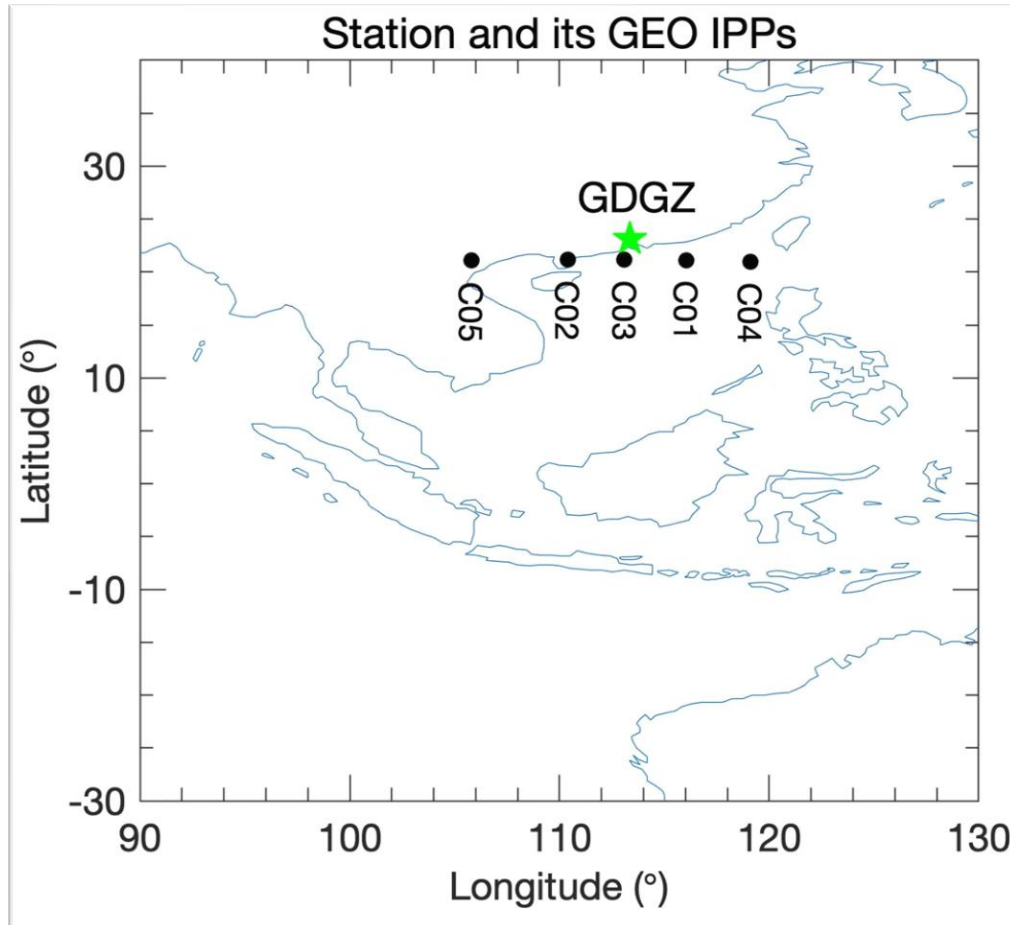 Station and its GEO IPPs
30
10
-10
-30
Latitude (°)
GDGZ
C05
C02
C03
C01
C04
90
100
110
120
130
Longitude (°)